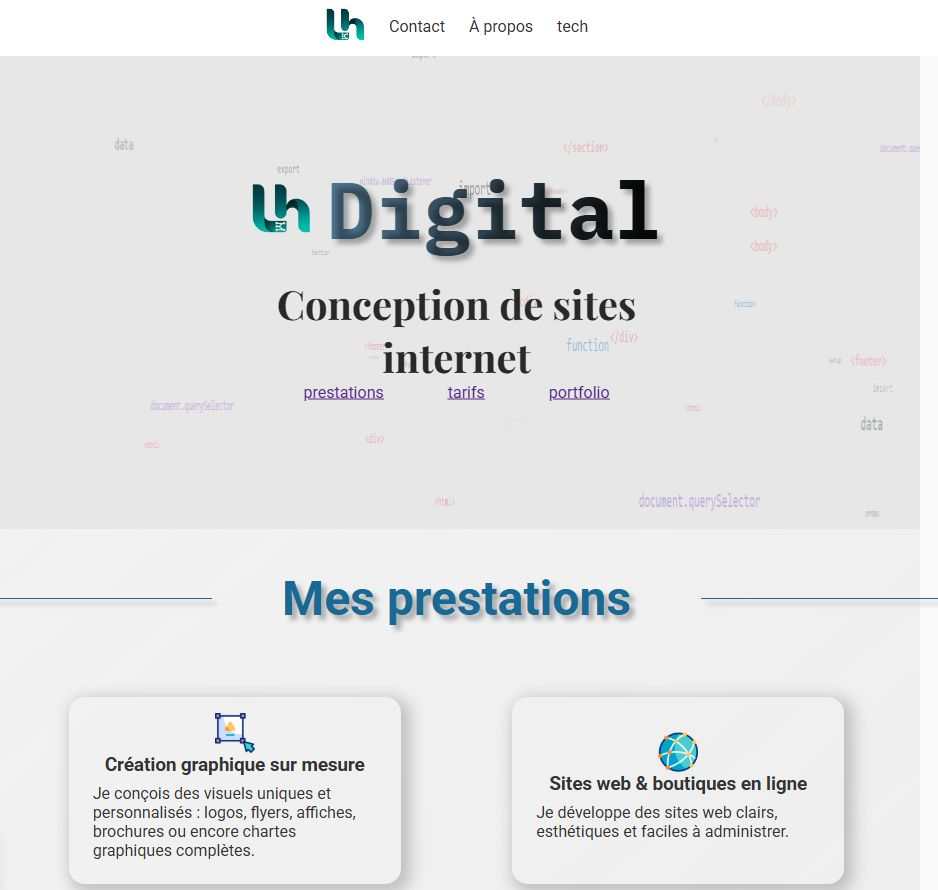 Contact À propos tech
</body>
data
</section>
export
import
Digital
<body>
<body>
Conception de sites
function
</div>
function
internet
<footer>
prestations tarifs portfolio
document.querySelector
data
<div>
document.querySelector
Mes prestations
Création graphique sur mesure
Je conçois des visuels uniques et
personnalisés : logos, flyers, affiches,
brochures ou encore chartes
graphiques complètes.
Sites web & boutiques en ligne
Je développe des sites web clairs,
esthétiques et faciles à administrer.